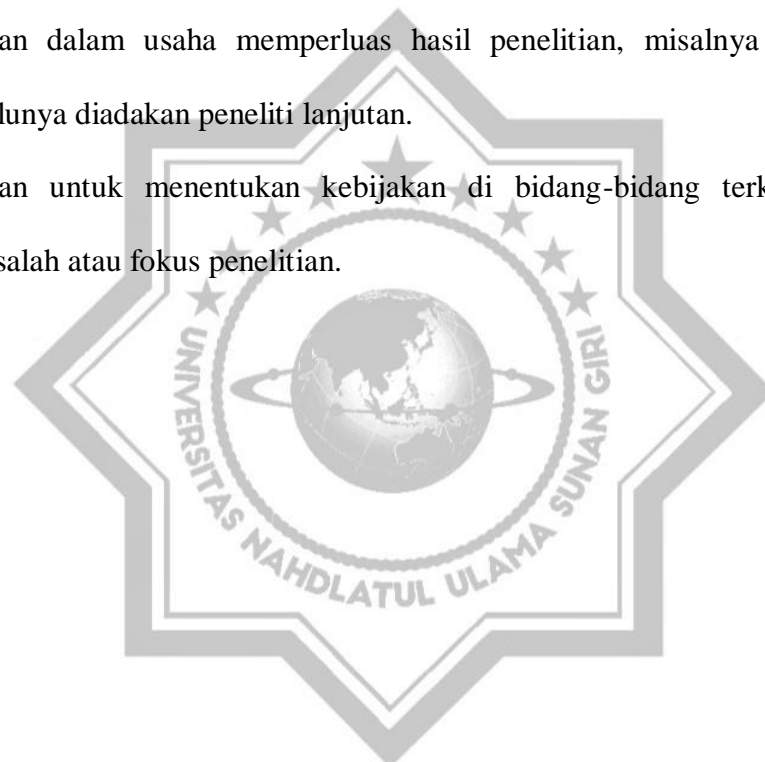 an dalam usaha memperluas hasil penelitian, misalnya
lunya diadakan peneliti lanjutan.
an untuk menentukan kebijakan di bidang-bidang terk
salah atau fokus penelitian.
UNIVERSITAS NAHDLATUL ULAMA SUNAN GIRI